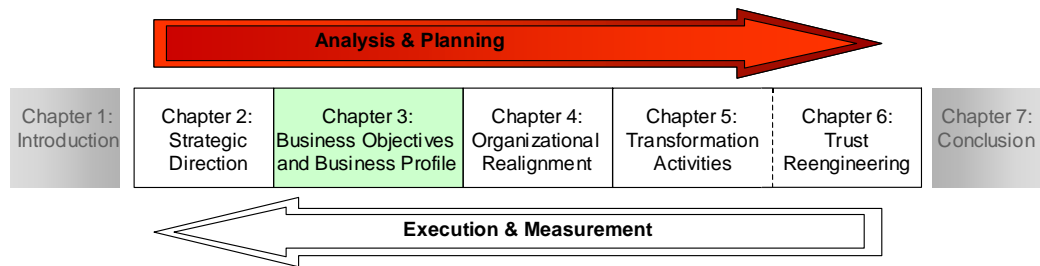 Analysis & Planning
Chapter 1:
Introduction
Chapter 2:
Strategic
Direction
Chapter 3:
Business Objectives
and Business Profile
Chapter 4:
Organizational
Realignment
Chapter 5:
Transformation
Activities
Chapter 6:
Trust
Reengineering
Chapter 7:
Conclusion
Execution & Measurement